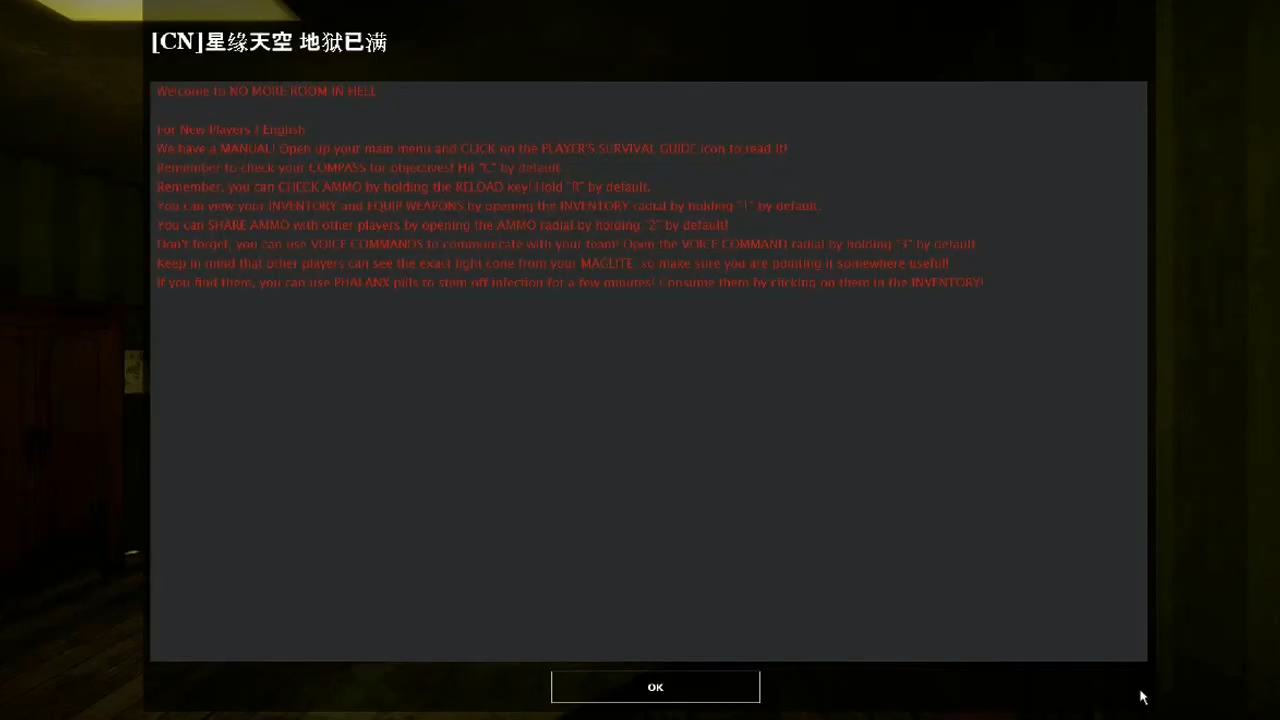 [CN]星缘天空 地獄已满
Welcome to NO MORE ROOM IN HELL
For New Players / English
We have a MANUAL! Open up your main menu and CLICK on the PLAYER'S SURVIVAL GUIDE icon to read it!
Remember to check your COMPASS for objectives! Hit "C" by default.
Remember, you can CHECK AMMO by holding the RELOAD key! Hold "R" by default.
You can view your INVENTORY and EQUIP WEAPONS by opening the INVENTORY radial by holding "1" by default.
You can SHARE AMMO with other players by opening the AMMO radial by holding "2" by default!
Don't forget, you can use VOICE COMMANDS to communicate with your team! Open the VOICE COMMAND radial by holding "3" by default
Keep in mind that other players can see the exact light cone from your MAGLITE, so make sure you are pointing it somewhere useful!
If you find them, you can use PHALANX pills to stem off infection for a few minutes! Consume them by clicking on them in the INVENTORY!
OK